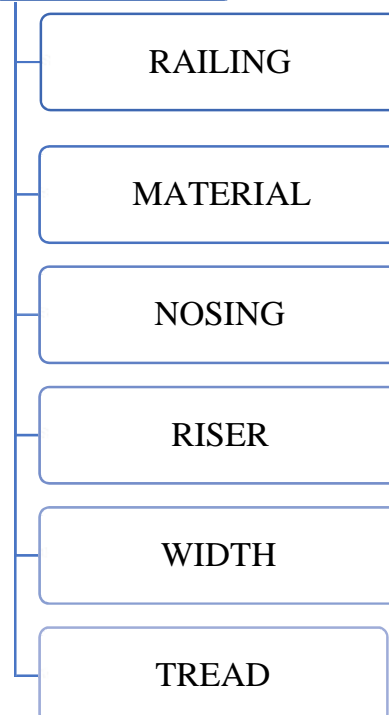 RAILING
MATERIAL
NOSING
RISER
WIDTH
TREAD